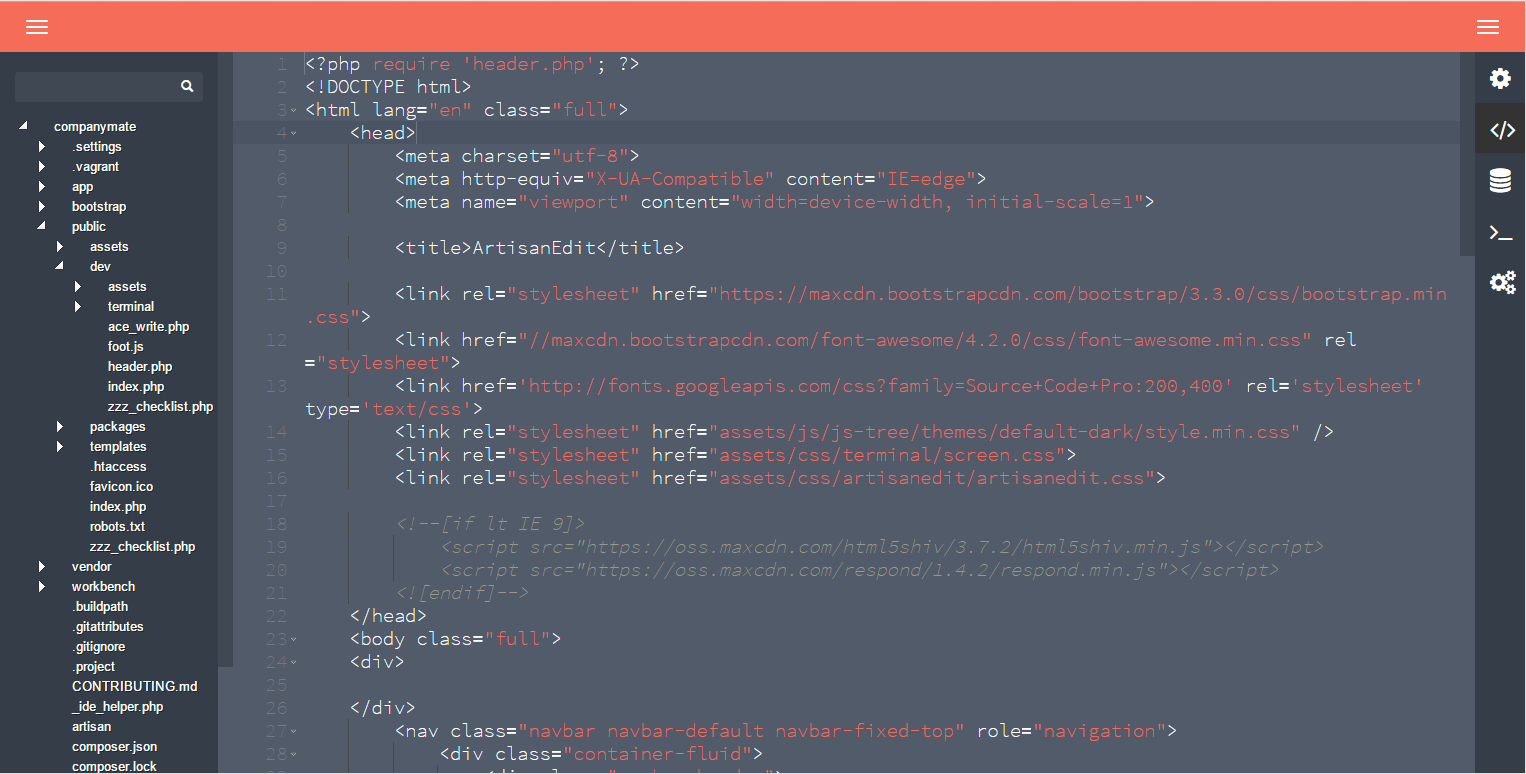 companymate
.settings
.vagrant
app
bootstrap
public
assets
dev
assets
terminal
ace_write.php
foot.js
header.php
index.php
zzz_checklist.php
packages
templates
.htaccess
favicon.ico
index.php
robots.txt
zzz_checklist.php
vendor
workbench
.buildpath
.gitattributes
.gitignore
.project
CONTRIBUTING.md
_ide_helper.php
artisan
composer.json
composer.lock
1 <?php require 'header.php'; ?>
2 <!DOCTYPE html>
3 <html lang="en" class="full">
4 <head>
5 <meta charset="utf-8">
6 <meta http-equiv="X-UA-Compatible" content="IE=edge">
7 <meta name="viewport" content="width=device-width, initial-scale=1">
8
9 <title>ArtisanEdit</title>
10
11 <link rel="stylesheet" href="https://maxcdn.bootstrapcdn.com/bootstrap/3.3.0/css/bootstrap.min
.css">
12 <link href="//maxcdn.bootstrapcdn.com/font-awesome/4.2.0/css/font-awesome.min.css" rel
="stylesheet">
13 <link href='http://fonts.googleapis.com/css?family=Source+Code+Pro:200,400' rel='stylesheet'
type='text/css'>
14 <link rel="stylesheet" href="assets/js/js-tree/themes/default-dark/style.min.css" />
15 <link rel="stylesheet" href="assets/css/terminal/screen.css">
16 <link rel="stylesheet" href="assets/css/artisanedit/artisanedit.css">
17
18 <!--[if lt IE 9]>
19 <script src="https://oss.maxcdn.com/html5shiv/3.7.2/html5shiv.min.js"></script>
20 <script src="https://oss.maxcdn.com/respond/1.4.2/respond.min.js"></script>
21 <![endif]-->
22 </head>
23 <body class="full">
24 <div>
25
26 </div>
27 <nav class="navbar navbar-default navbar-fixed-top" role="navigation">
28 <div class="container-fluid">